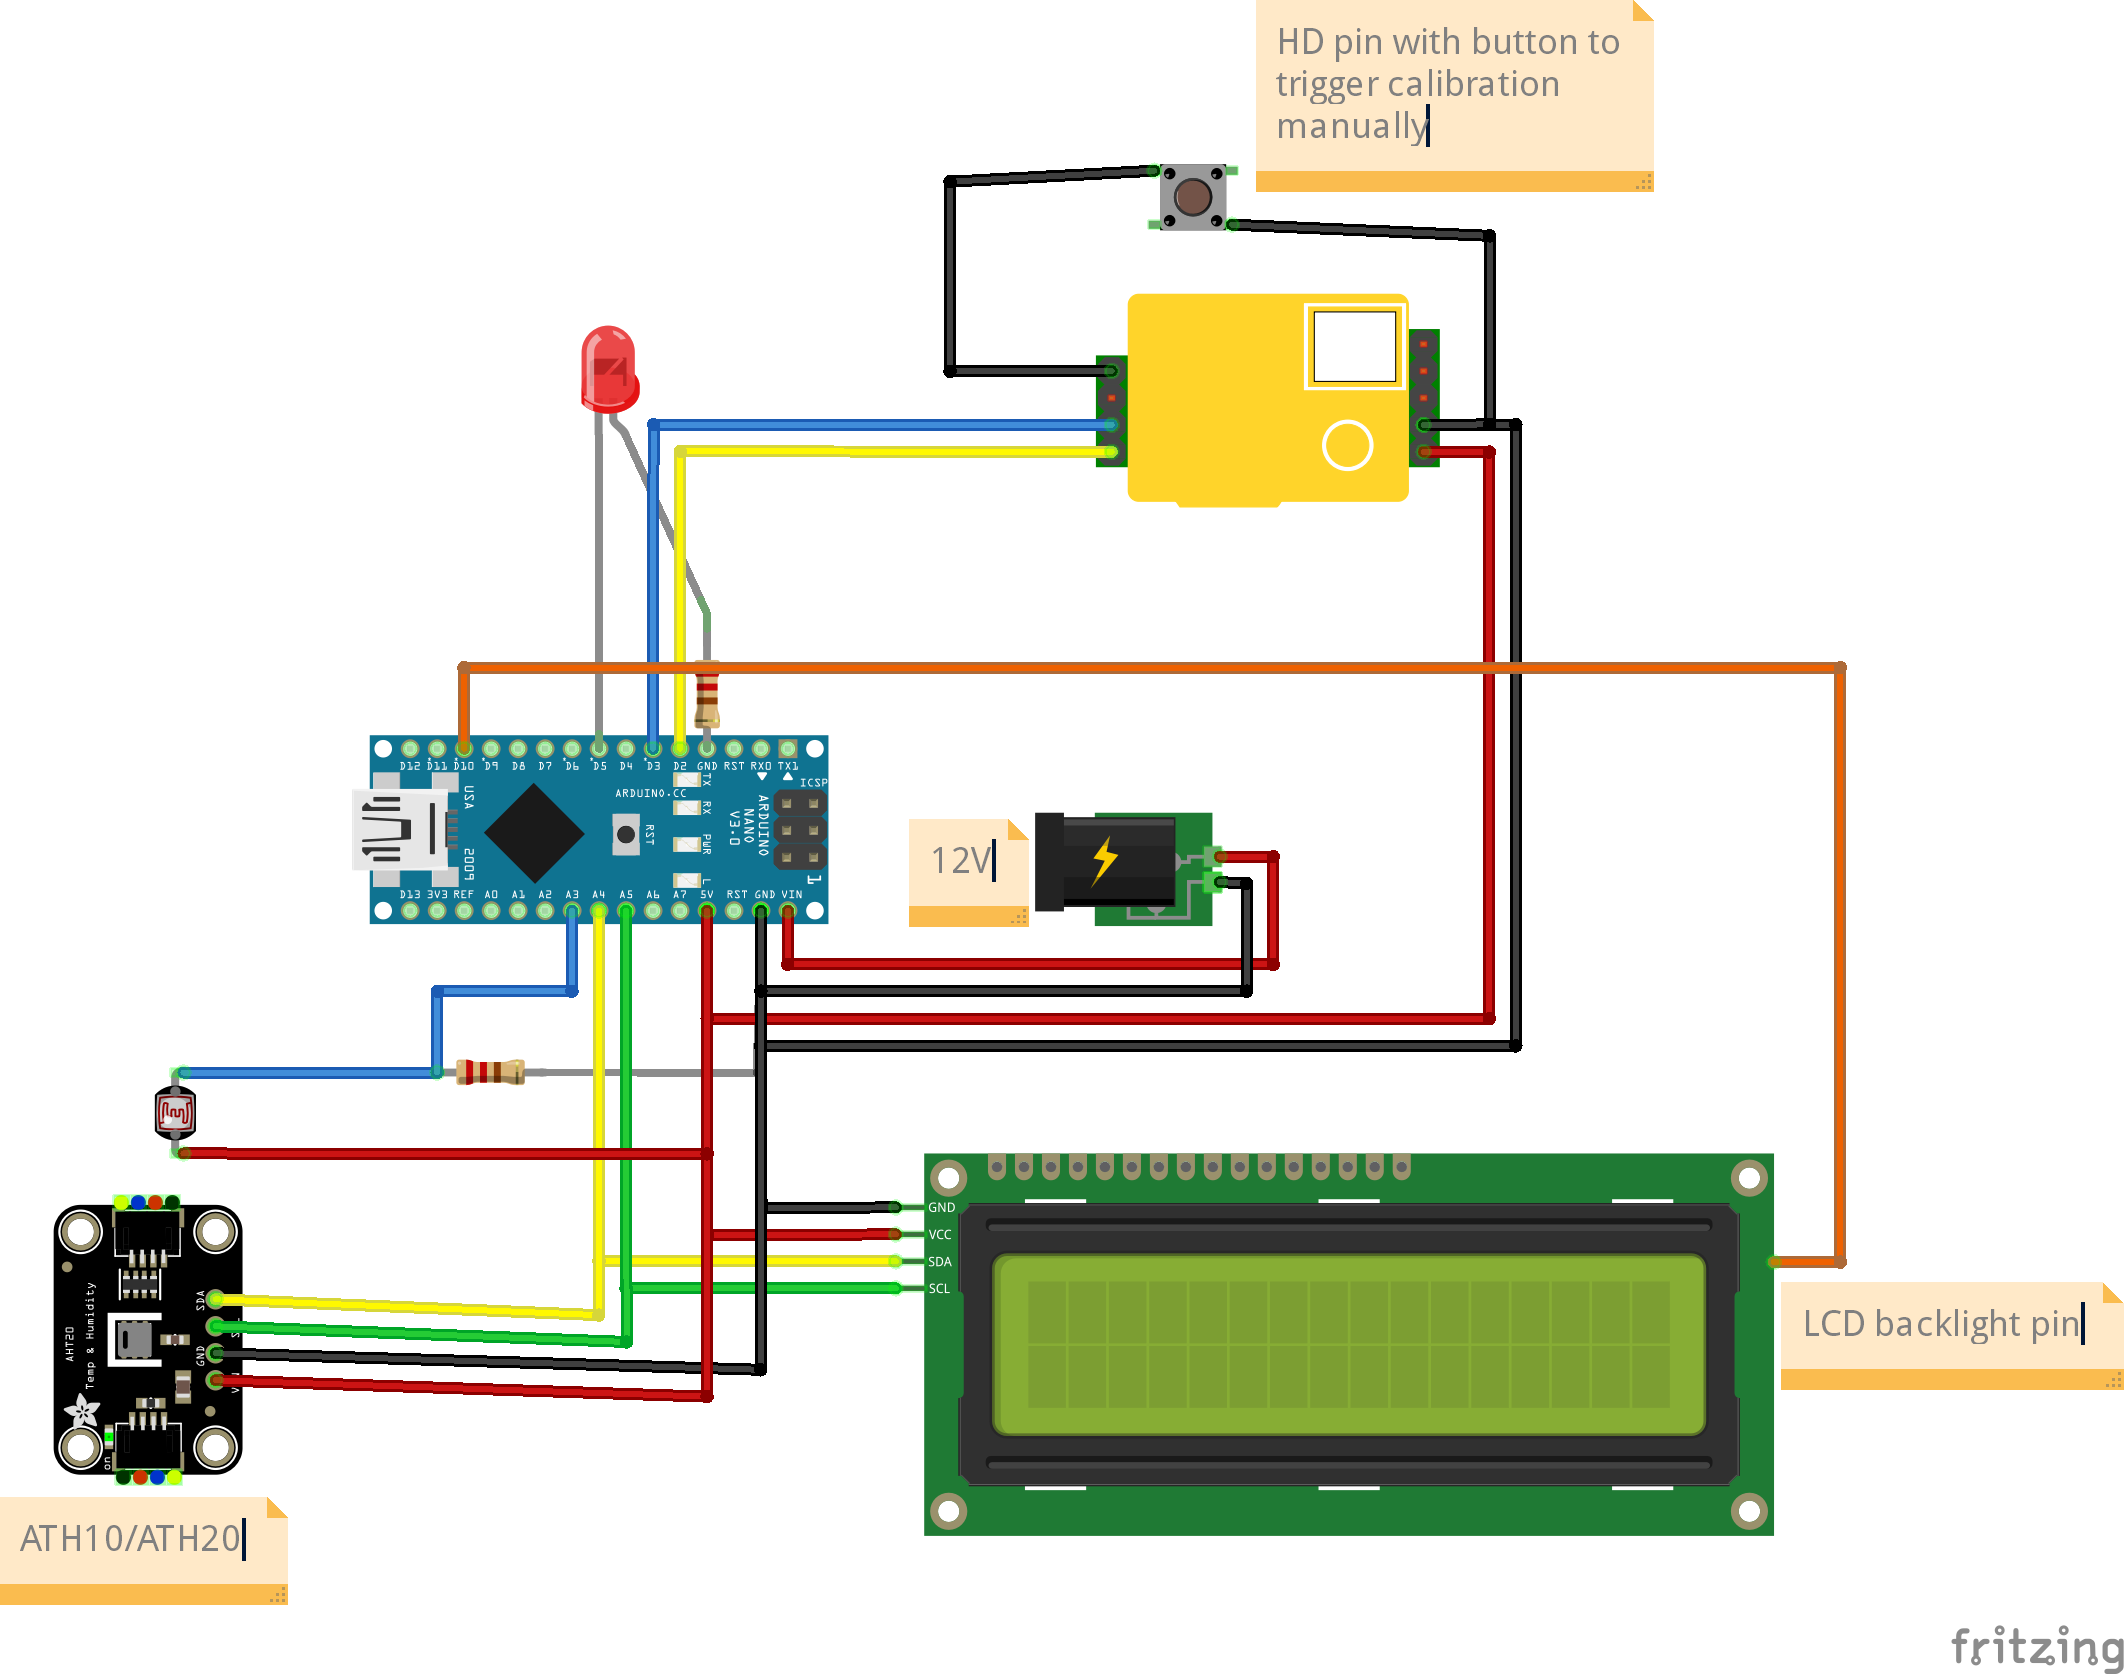 HD pin with button to
trigger calibration
manually
D12 D11 D10 D9 D8 D7 D6 D5 D4 D3 D2 GND RST RX0 TX1
ICSP
ARDUINO.CC
TX
RX
PWR
L
RST
ARDUINO
NANO
V3.0
USA
2009
1
D13 3V3 REF A0 A1 A2 A3 A4 A5 A6 A7 5V RST GND VIN
12V
GND
VCC
SDA
SCL
LCD backlight pin
AHT20
Temp & Humidity
SDA
GND
on
ATH10/ATH20
fritzing